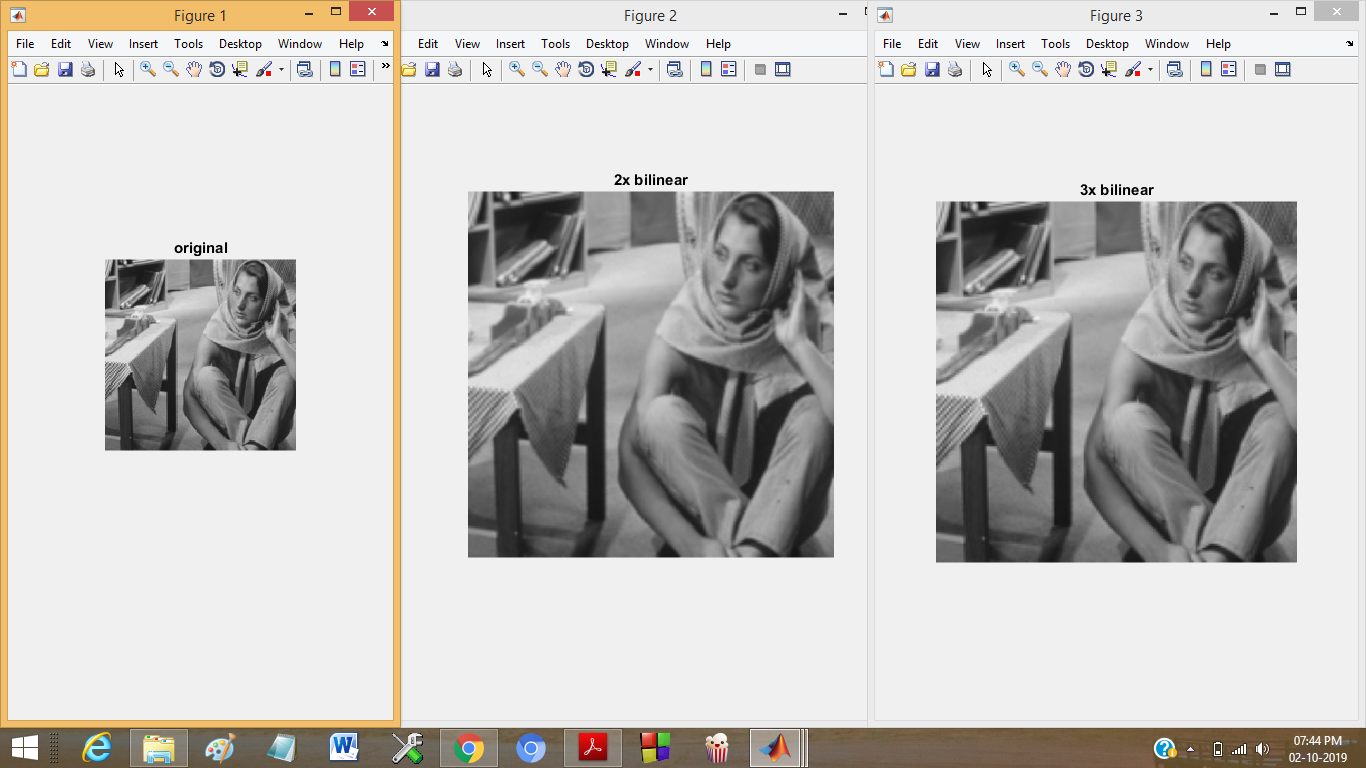 Figure 1
File Edit View Insert Tools Desktop Window Help
original
Figure 2
Edit View Insert Tools Desktop Window Help
2x bilinear
Figure 3
File Edit View Insert Tools Desktop Window Help
3x bilinear
07:44 PM
02-10-2019